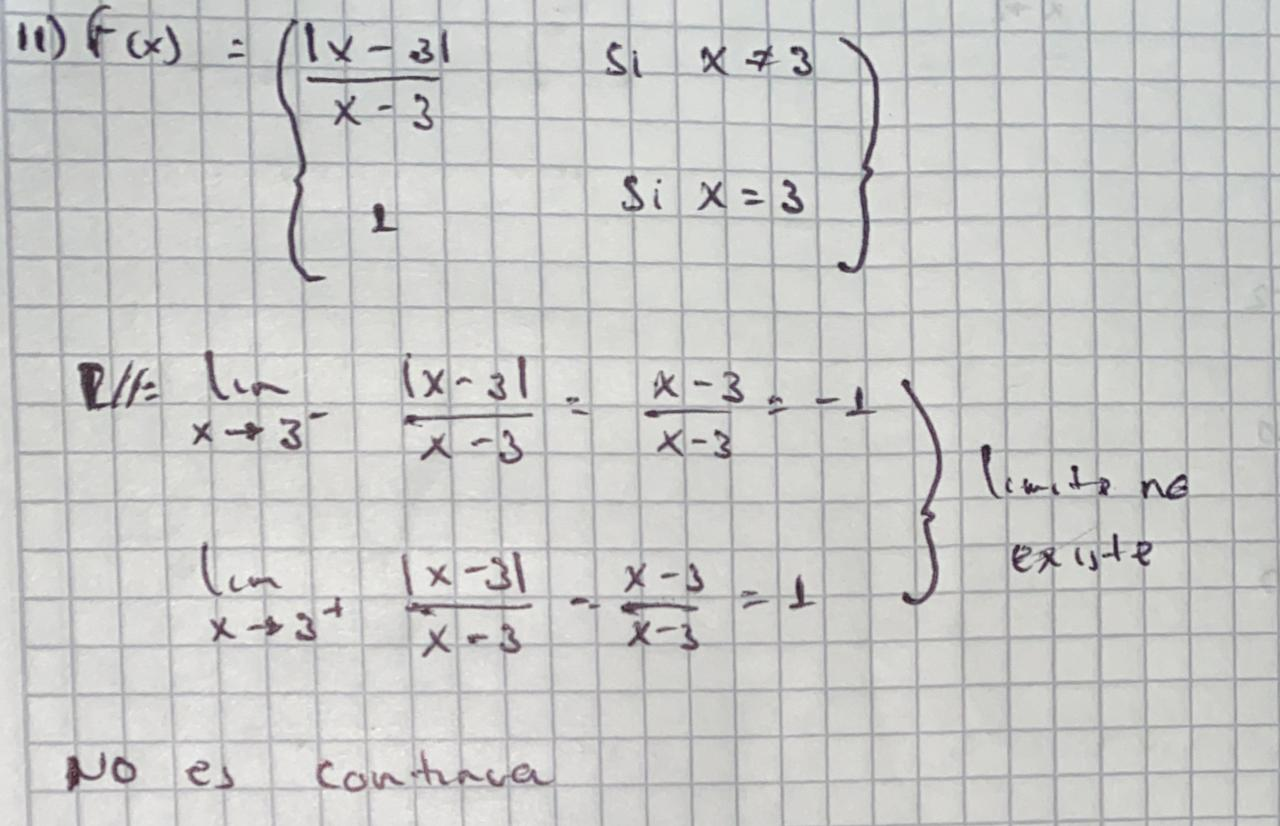 11) f(x) = { |x - 3| / x - 3 Si x ≠ 3 }
1 Si x = 3
R//= lim x→3⁻ |x-3| / x-3 = x-3 / x-3 = -1 } limite no existe
lim x→3⁺ |x-3| / x-3 = x-3 / x-3 = 1
No es continua